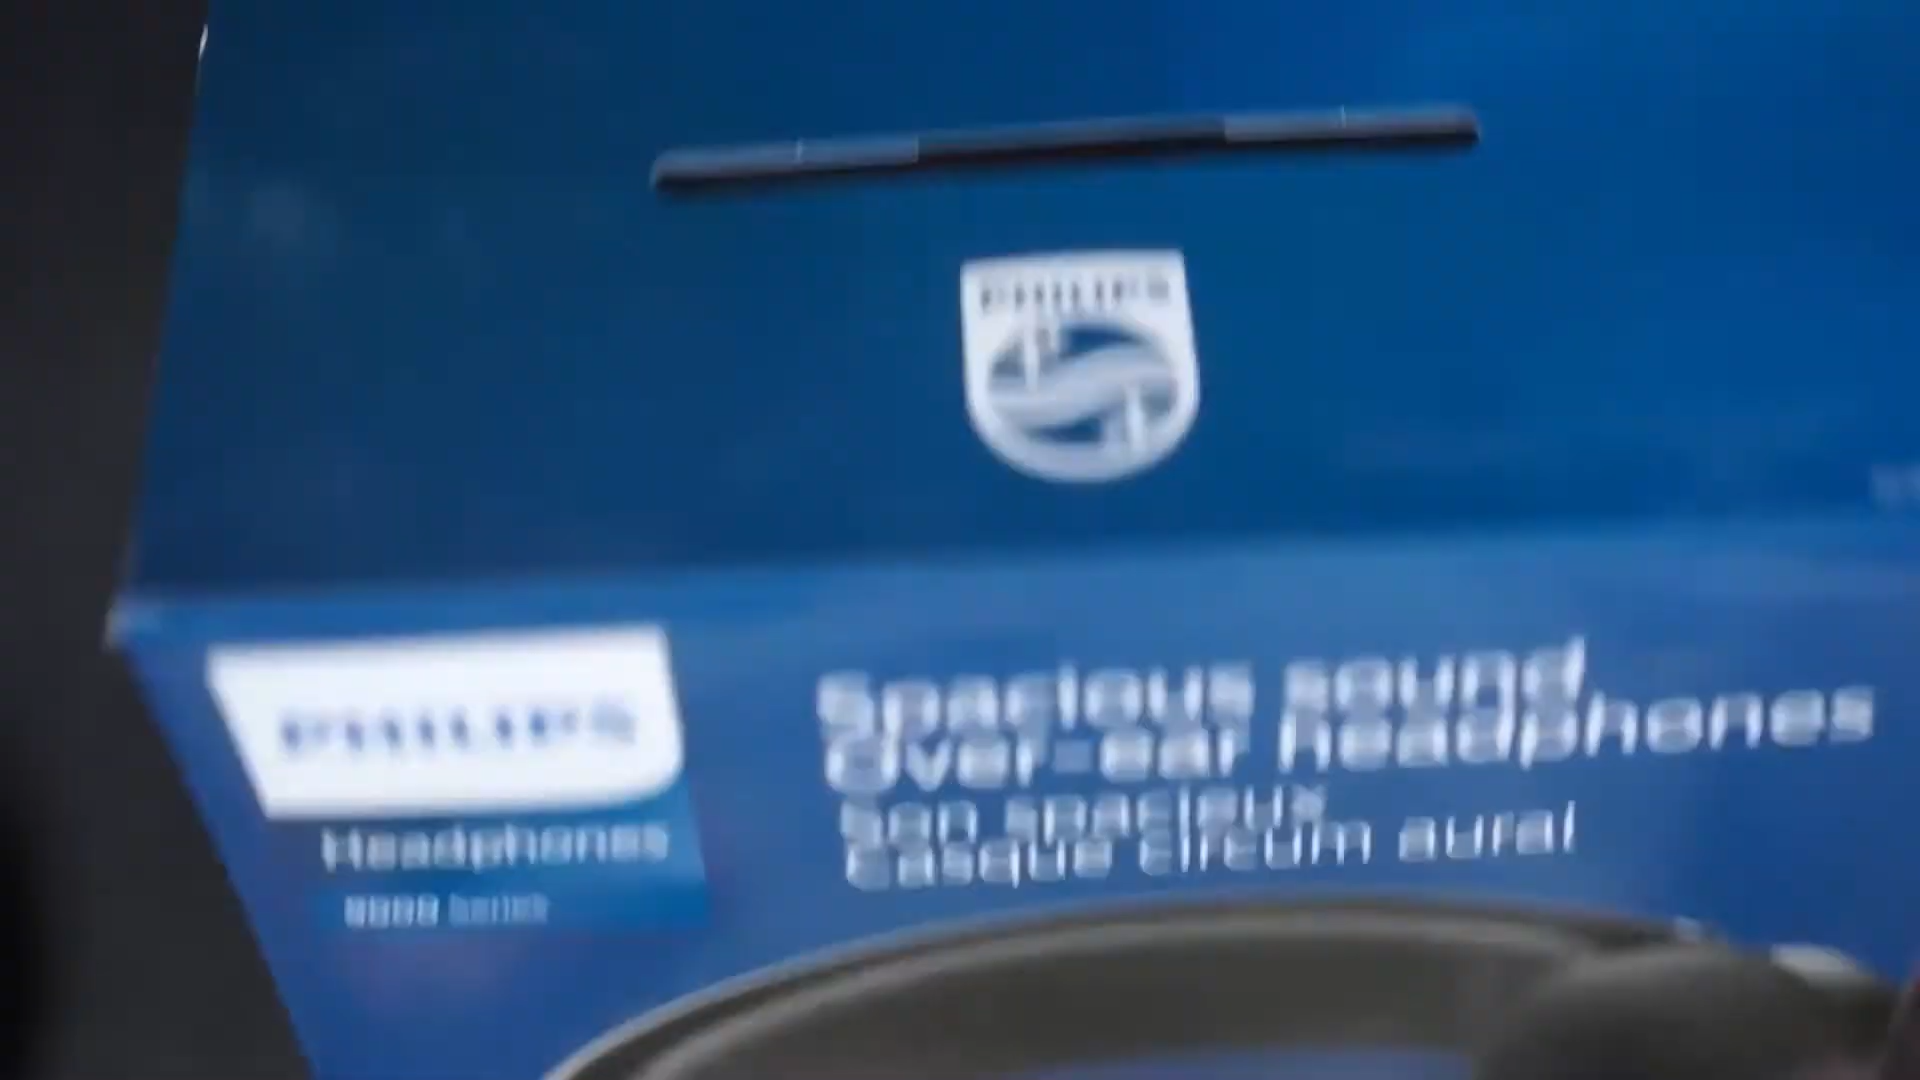 PHILIPS
PHILIPS
Headphones
Spacious sound
Over-ear headphones
Son spacieux
Casque circum aural